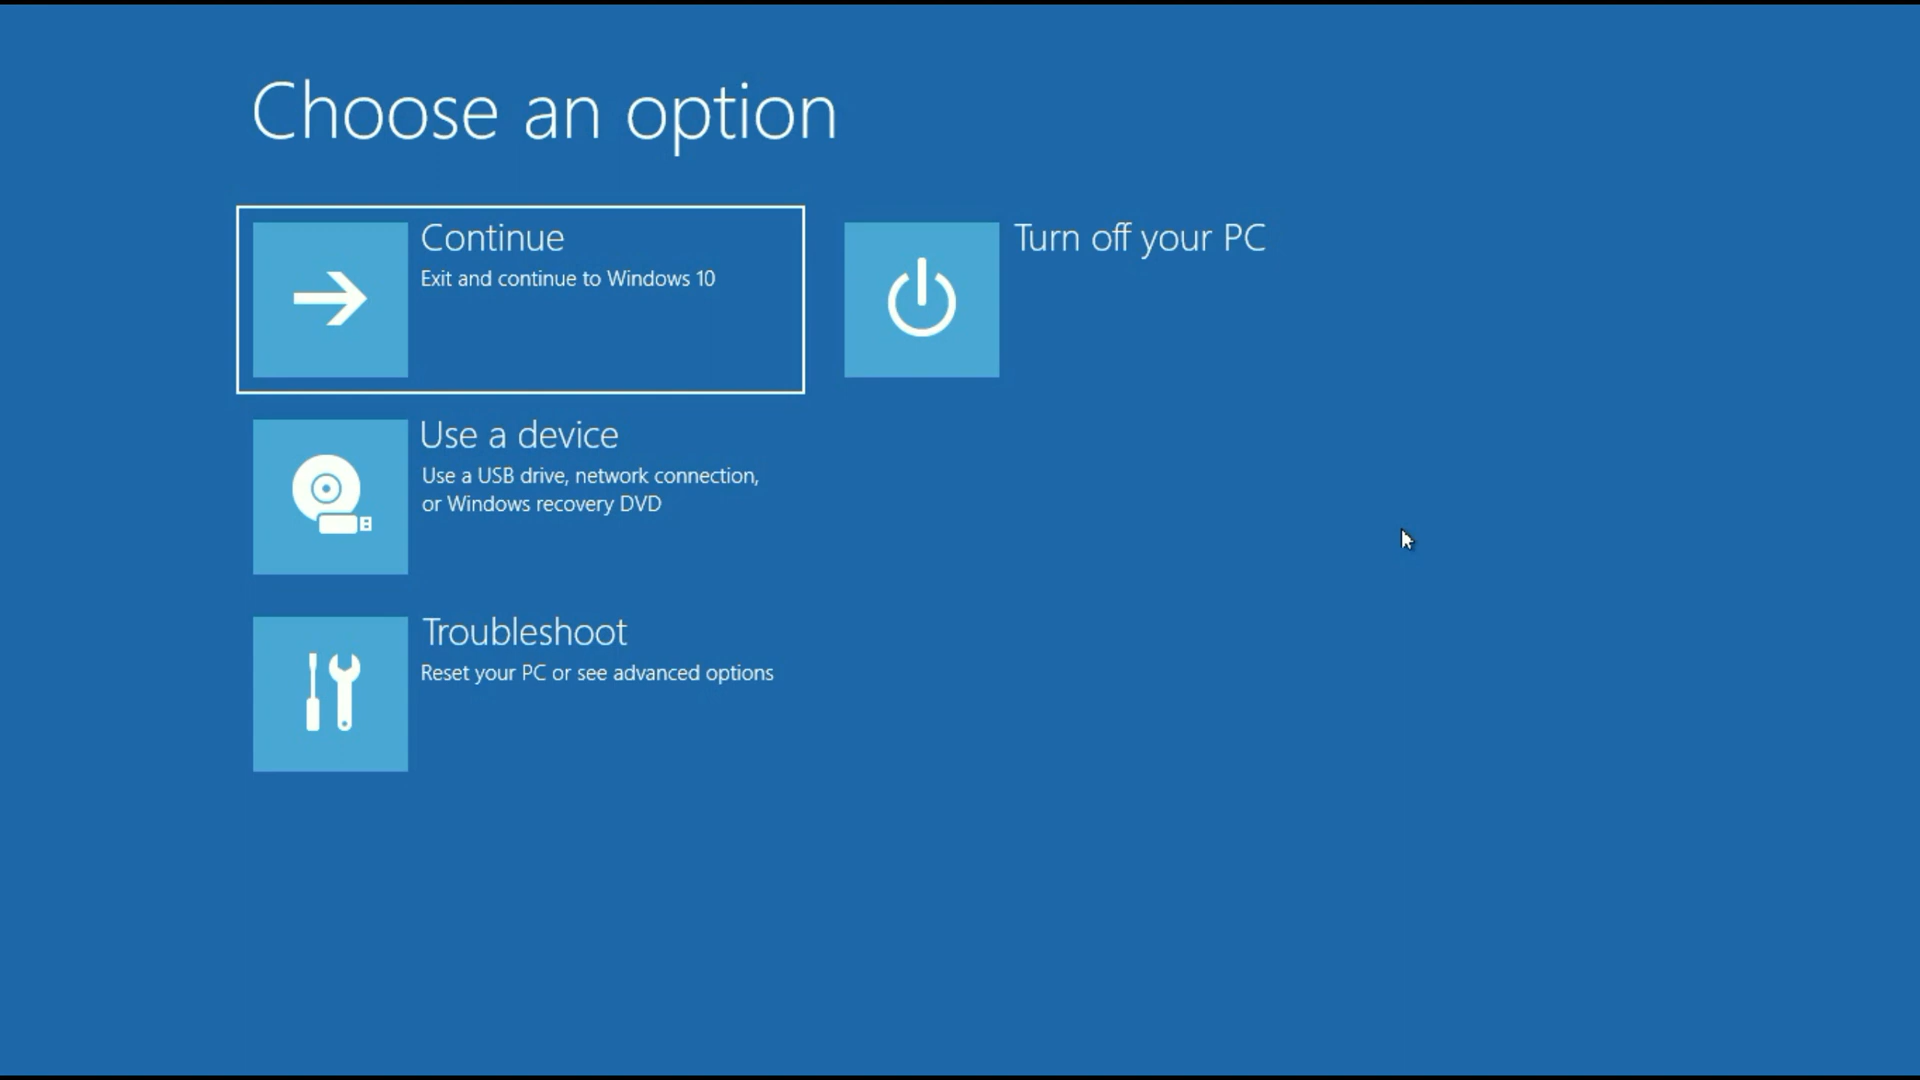 Choose an option
Continue
Exit and continue to Windows 10
Turn off your PC
Use a device
Use a USB drive, network connection,
or Windows recovery DVD
Troubleshoot
Reset your PC or see advanced options